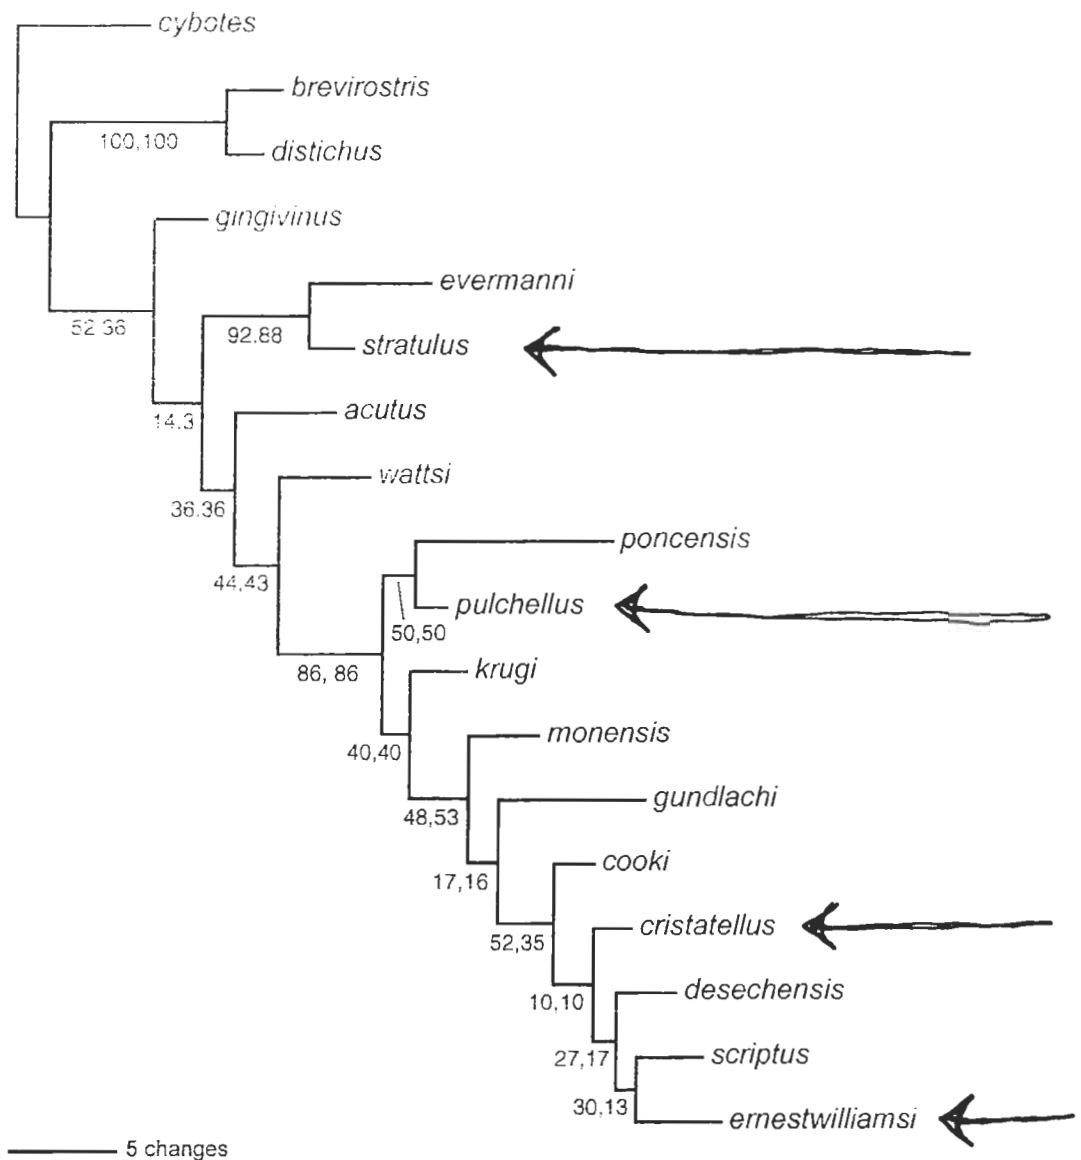 cybotes
brevirostris
100,100
distichus
gingivinus
evermanni
52 36
92.88
stratulus
14.3
acutus
wattsi
36.36
poncensis
44,43
pulchellus
50,50
86, 86
krugi
monensis
40,40
gundlachi
48,53
cooki
17,16
cristatellus
52,35
desechensis
10,10
scriptus
27,17
30,13
ernestwilliamsi
5 changes